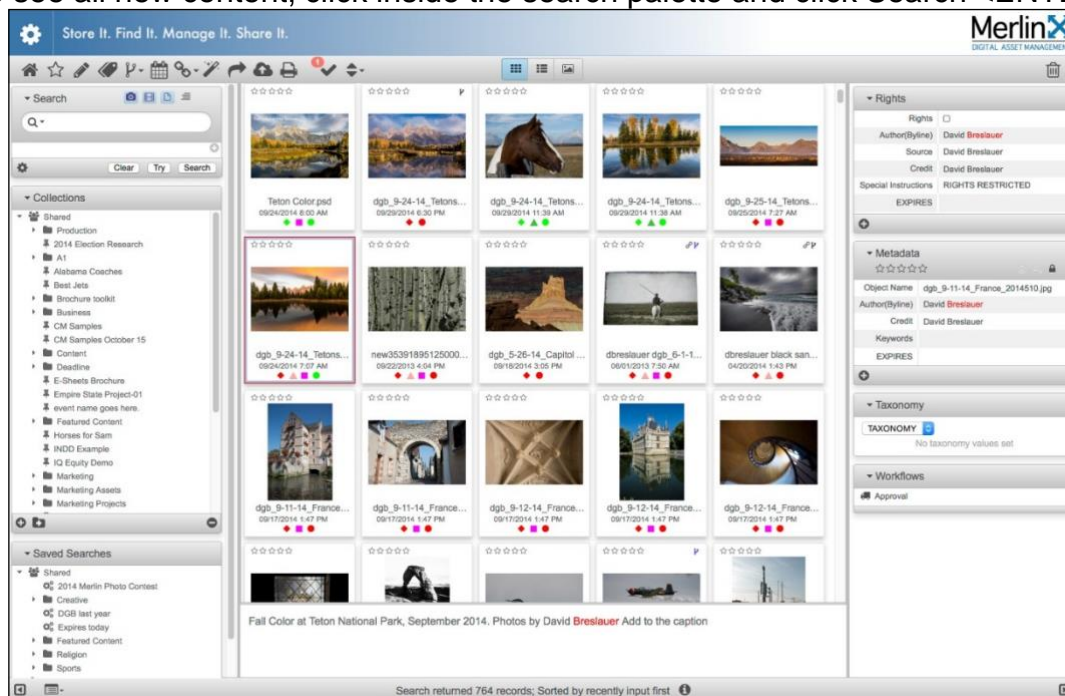 see all new content, click inside the search palette and click Search
Store It. Find It. Manage It. Share It.
MerlinX
DIGITAL ASSET MANAGEMENT
1
Search
Clear Try Search
Collections
Shared
Production
2014 Election Research
A1
Alabama Coaches
Best Jets
Brochure toolkit
Business
CM Samples
CM Samples October 15
Content
Deadline
E-Sheets Brochure
Empire State Project-01
event name goes here.
Featured Content
Horses for Sam
INDD Example
IQ Equity Demo
Marketing
Marketing Assets
Marketing Projects
Saved Searches
Shared
2014 Merlin Photo Contest
Creative
DGB last year
Expires today
Featured Content
Religion
Sports
Teton Color.psd
09/24/2014 6:00 AM
dgb_9-24-14_Tetons...
09/29/2014 6:30 PM
dgb_9-24-14_Tetons...
09/29/2014 11:39 AM
dgb_9-24-14_Tetons...
09/29/2014 11:36 AM
dgb_9-25-14_Tetons...
09/25/2014 7:27 AM
dgb_9-24-14_Tetons...
09/24/2014 7:07 AM
new35391895125000...
09/22/2013 4:04 PM
dgb_5-26-14_Capitol ...
09/18/2014 3:05 PM
dbreslauer dgb_6-1-1...
06/01/2013 7:50 AM
dbreslauer black san...
04/20/2014 1:43 PM
dgb_9-11-14_France...
09/17/2014 1:47 PM
dgb_9-11-14_France...
09/17/2014 1:47 PM
dgb_9-12-14_France...
09/17/2014 1:47 PM
dgb_9-12-14_France...
09/17/2014 1:47 PM
dgb_9-12-14_France...
09/17/2014 1:47 PM
Fall Color at Teton National Park, September 2014. Photos by David Breslauer Add to the caption
Rights
Rights
Author(Byline) David Breslauer
Source David Breslauer
Credit David Breslauer
Special Instructions RIGHTS RESTRICTED
EXPIRES
Metadata
Object Name dgb_9-11-14_France_2014510.jpg
Author(Byline) David Breslauer
Credit David Breslauer
Keywords
EXPIRES
Taxonomy
TAXONOMY
No taxonomy values set
Workflows
Approval
Search returned 764 records; Sorted by recently input first